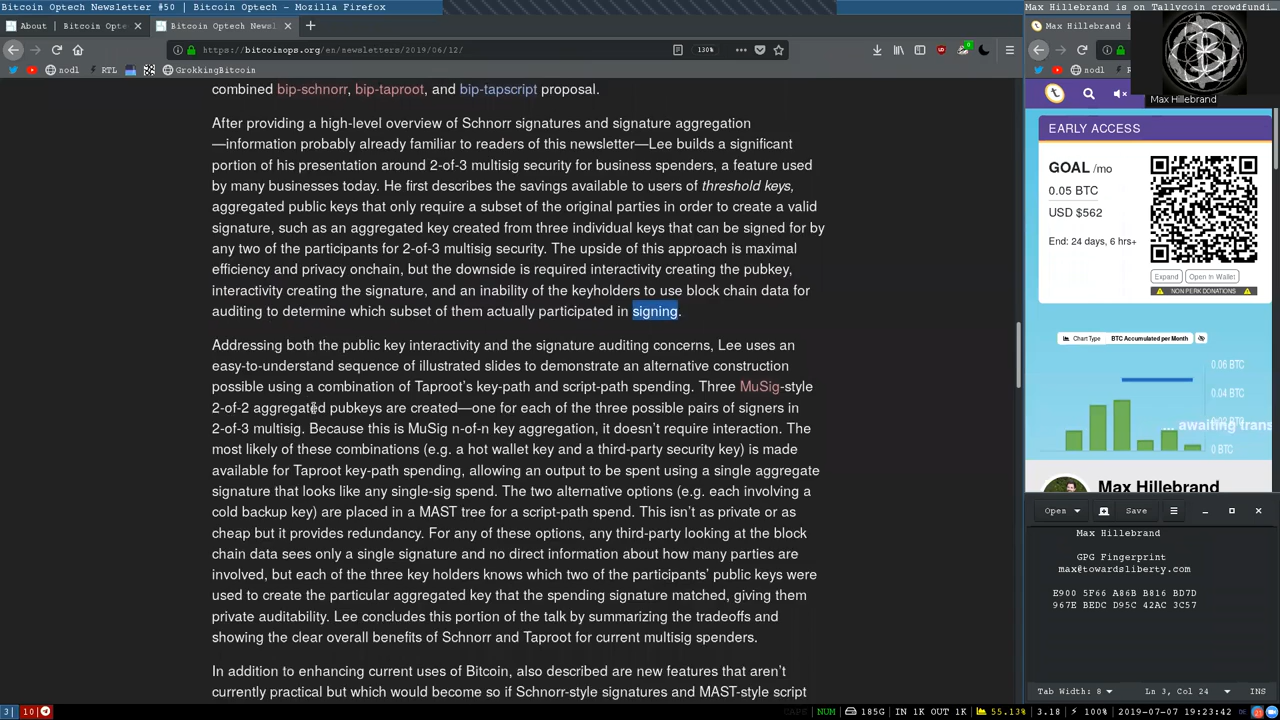 Bitcoin Optech Newsletter #50 | Bitcoin Optech - Mozilla Firefox
About | Bitcoin Opte
Bitcoin Optech Newsl
https://bitcoinops.org/en/newsletters/2019/06/12/
130%
nodl
RTL
GrokkingBitcoin
combined bip-schnorr, bip-taproot, and bip-tapscript proposal.
After providing a high-level overview of Schnorr signatures and signature aggregation
—information probably already familiar to readers of this newsletter—Lee builds a significant
portion of his presentation around 2-of-3 multisig security for business spenders, a feature used
by many businesses today. He first describes the savings available to users of threshold keys,
aggregated public keys that only require a subset of the original parties in order to create a valid
signature, such as an aggregated key created from three individual keys that can be signed for by
any two of the participants for 2-of-3 multisig security. The upside of this approach is maximal
efficiency and privacy onchain, but the downside is required interactivity creating the pubkey,
interactivity creating the signature, and an inability of the keyholders to use block chain data for
auditing to determine which subset of them actually participated in signing.
Addressing both the public key interactivity and the signature auditing concerns, Lee uses an
easy-to-understand sequence of illustrated slides to demonstrate an alternative construction
possible using a combination of Taproot's key-path and script-path spending. Three MuSig-style
2-of-2 aggregated pubkeys are created—one for each of the three possible pairs of signers in
2-of-3 multisig. Because this is MuSig n-of-n key aggregation, it doesn't require interaction. The
most likely of these combinations (e.g. a hot wallet key and a third-party security key) is made
available for Taproot key-path spending, allowing an output to be spent using a single aggregate
signature that looks like any single-sig spend. The two alternative options (e.g. each involving a
cold backup key) are placed in a MAST tree for a script-path spend. This isn't as private or as
cheap but it provides redundancy. For any of these options, any third-party looking at the block
chain data sees only a single signature and no direct information about how many parties are
involved, but each of the three key holders knows which two of the participants' public keys were
used to create the particular aggregated key that the spending signature matched, giving them
private auditability. Lee concludes this portion of the talk by summarizing the tradeoffs and
showing the clear overall benefits of Schnorr and Taproot for current multisig spenders.
In addition to enhancing current uses of Bitcoin, also described are new features that aren't
currently practical but which would become so if Schnorr-style signatures and MAST-style script
Max Hillebrand is on Tallycoin crowdfundi
Max Hillebrand is
Max Hillebrand
nodl
EARLY ACCESS
GOAL /mo
0.05 BTC
USD $562
End: 24 days, 6 hrs+
Expand
Open in Wallet
NON PERK DONATIONS
Chart Type
BTC Accumulated per Month
0.06 BTC
0.04 BTC
0.02 BTC
0 BTC
... awaiting trans
Max Hillebrand
Open
Save
Max Hillebrand
GPG Fingerprint
max@towardsliberty.com
E900 5F66 A86B B816 BD7D
967E BEDC D95C 42AC 3C57
Tab Width: 8
Ln 3, Col 24
INS
3
10
CAPS NUM
185G
IN 1K OUT 1K
55.13%
3.18
100%
2019-07-07
19:23:42
DE